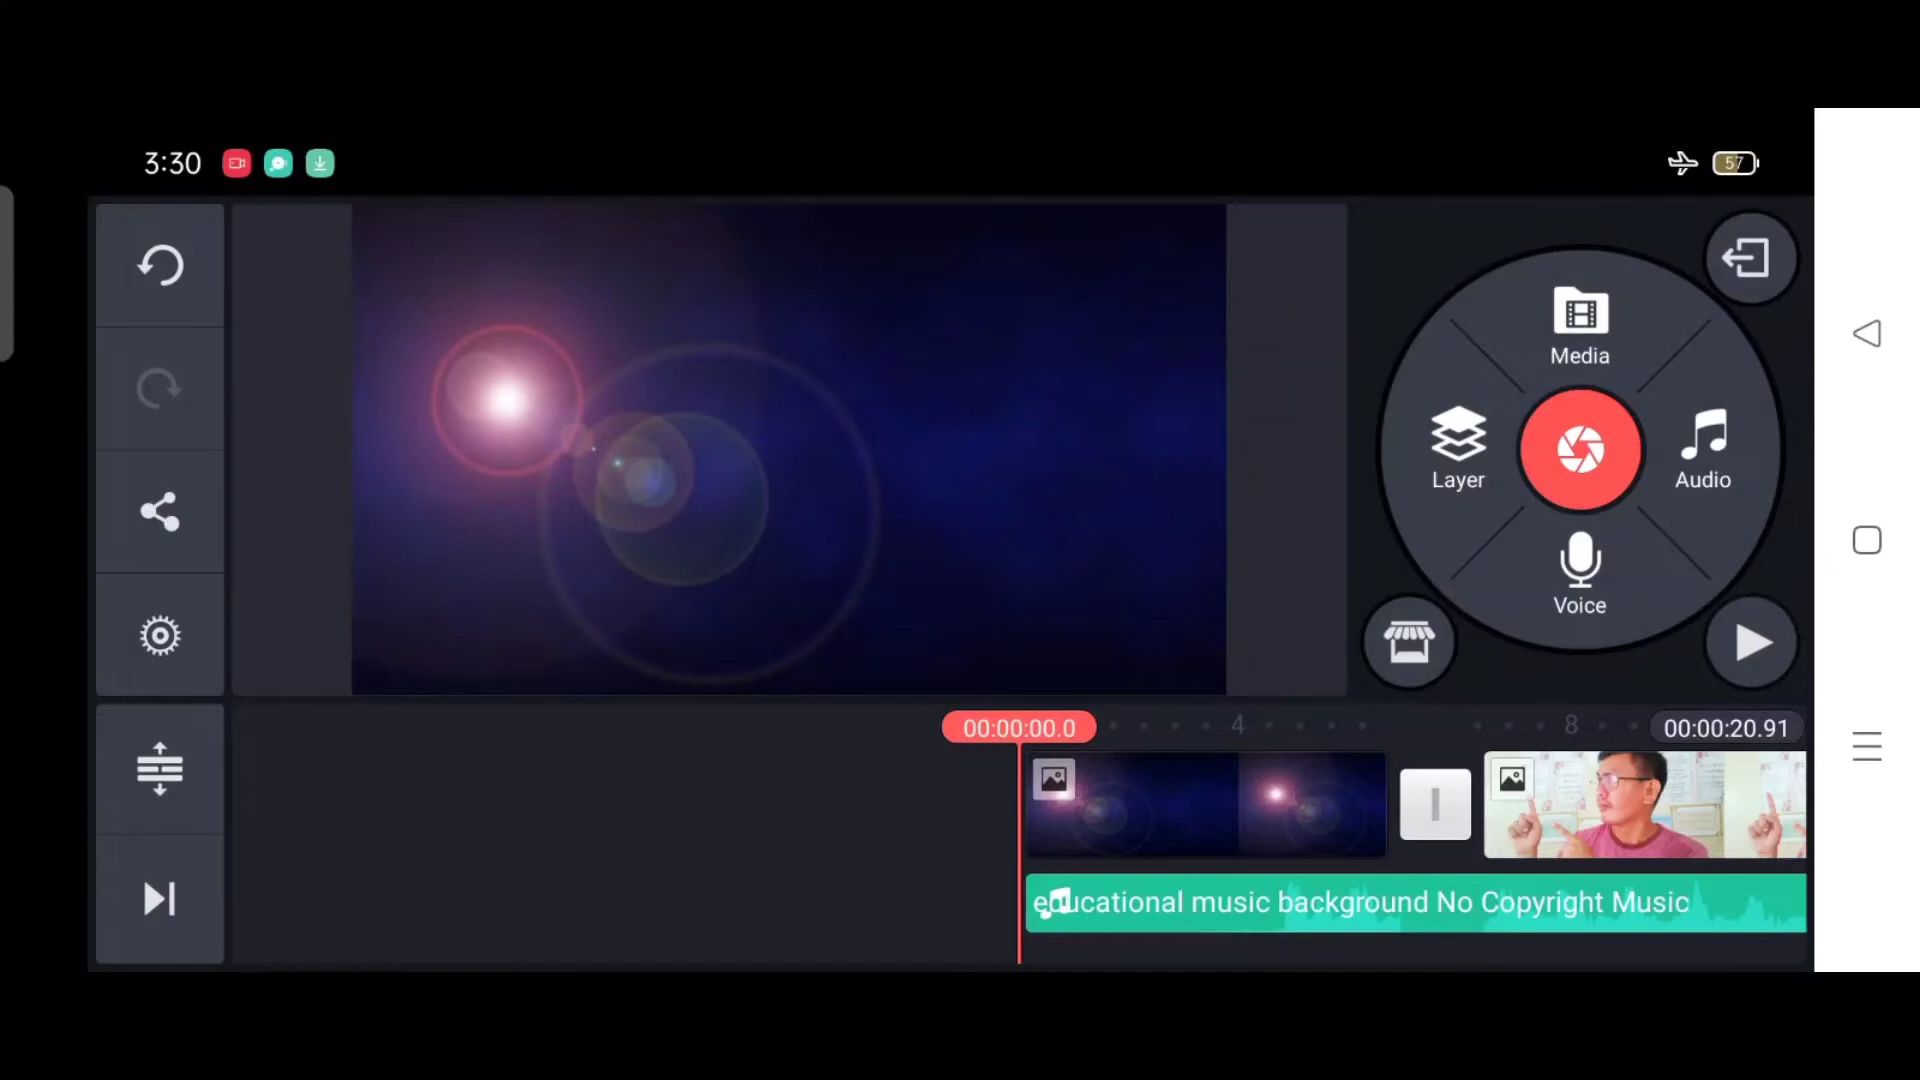 3:30
57
Media
Layer
Audio
Voice
00:00:00.0
4
8
00:00:20.91
educational music background No Copyright Music